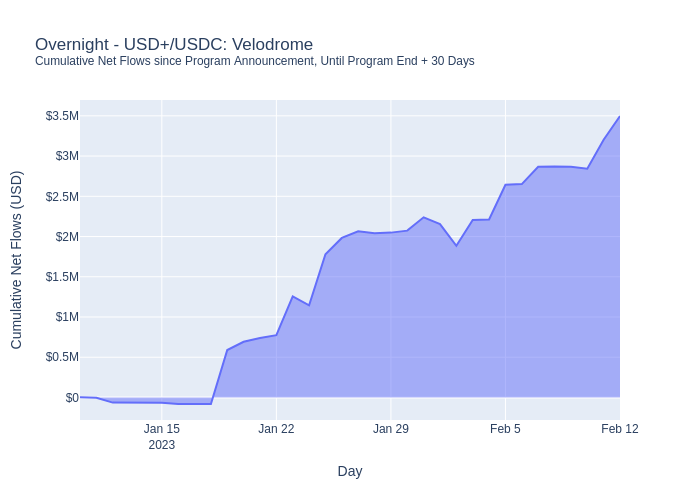 Overnight - USD+/USDC: Velodrome
Cumulative Net Flows since Program Announcement, Until Program End + 30 Days
Cumulative Net Flows (USD)
$3.5M
$3M
$2.5M
$2M
$1.5M
$1M
$0.5M
$0
Jan 15
2023
Jan 22
Jan 29
Feb 5
Feb 12
Day